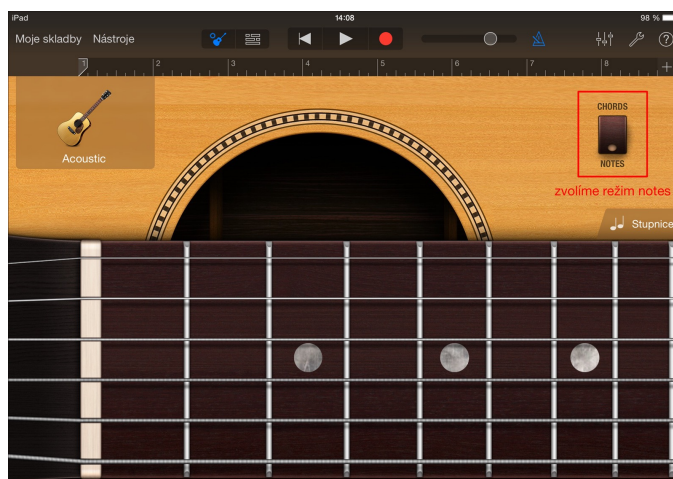 iPad 14:08 98 %
Moje skladby Nástroje
1 2 3 4 5 6 7 8
Acoustic
CHORDS
NOTES
zvolíme režim notes
Stupnice